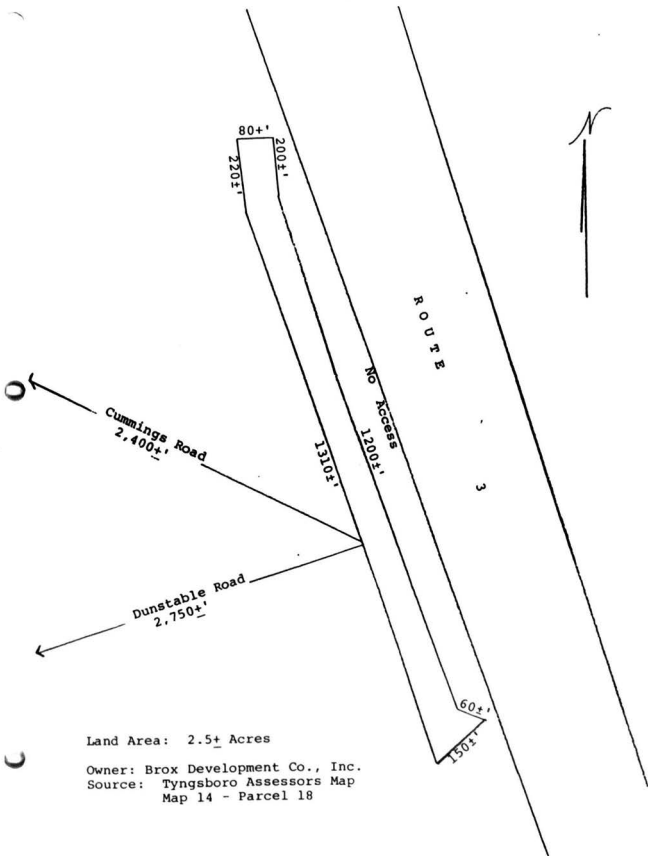 N
80+'
200±'
220±'
ROUTE 3
No Access
1200±'
1310±'
Cummings Road
2,400+'
Dunstable Road
2,750+'
60±'
150±'
Land Area: 2.5+ Acres
Owner: Brox Development Co., Inc.
Source: Tyngsboro Assessors Map
Map 14 - Parcel 18